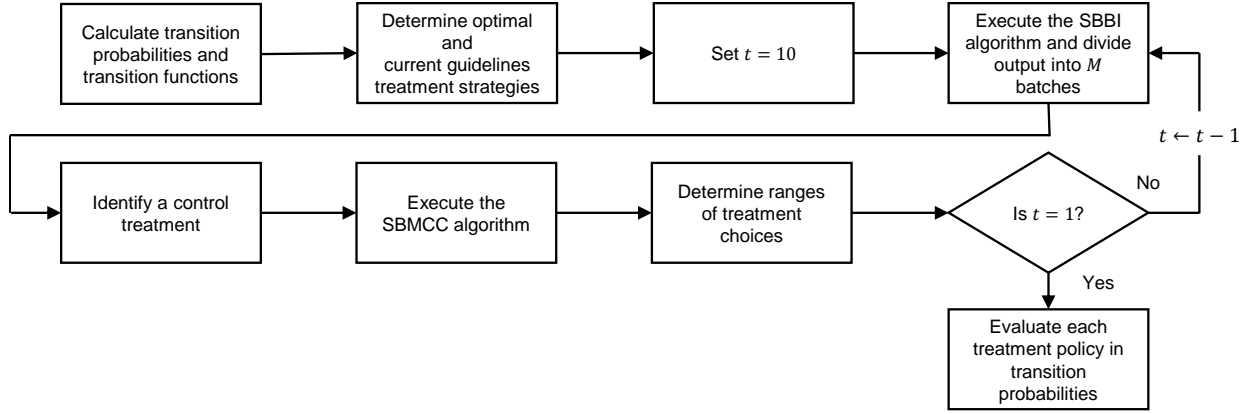 Calculate transition
probabilities and
transition functions
Determine optimal
and
current guidelines
treatment strategies
Set t = 10
Execute the SBBI
algorithm and divide
output into M
batches
t ← t − 1
Identify a control
treatment
Execute the
SBMCC algorithm
Determine ranges
of treatment
choices
Is t = 1?
No
Yes
Evaluate each
treatment policy in
transition
probabilities